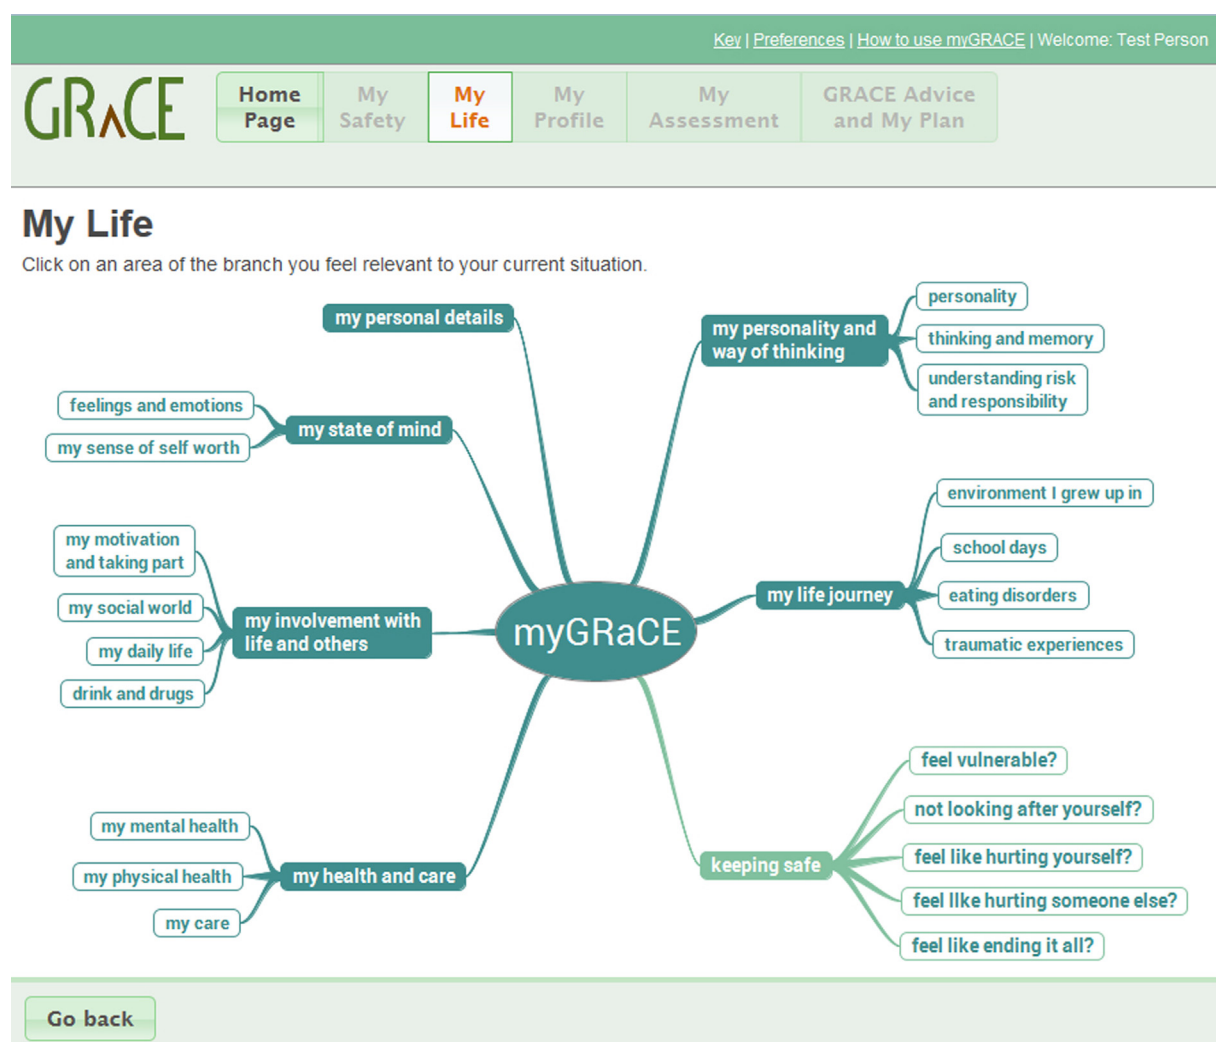 Key | Preferences | How to use myGRACE | Welcome: Test Person
GRACE
Home Page
My Safety
My Life
My Profile
My Assessment
GRACE Advice and My Plan
My Life
Click on an area of the branch you feel relevant to your current situation.
my personal details
my state of mind
feelings and emotions
my sense of self worth
my involvement with
life and others
my motivation
and taking part
my social world
my daily life
drink and drugs
my health and care
my mental health
my physical health
my care
myGRaCE
my personality and
way of thinking
personality
thinking and memory
understanding risk
and responsibility
my life journey
environment I grew up in
school days
eating disorders
traumatic experiences
keeping safe
feel vulnerable?
not looking after yourself?
feel like hurting yourself?
feel lIke hurting someone else?
feel like ending it all?
Go back